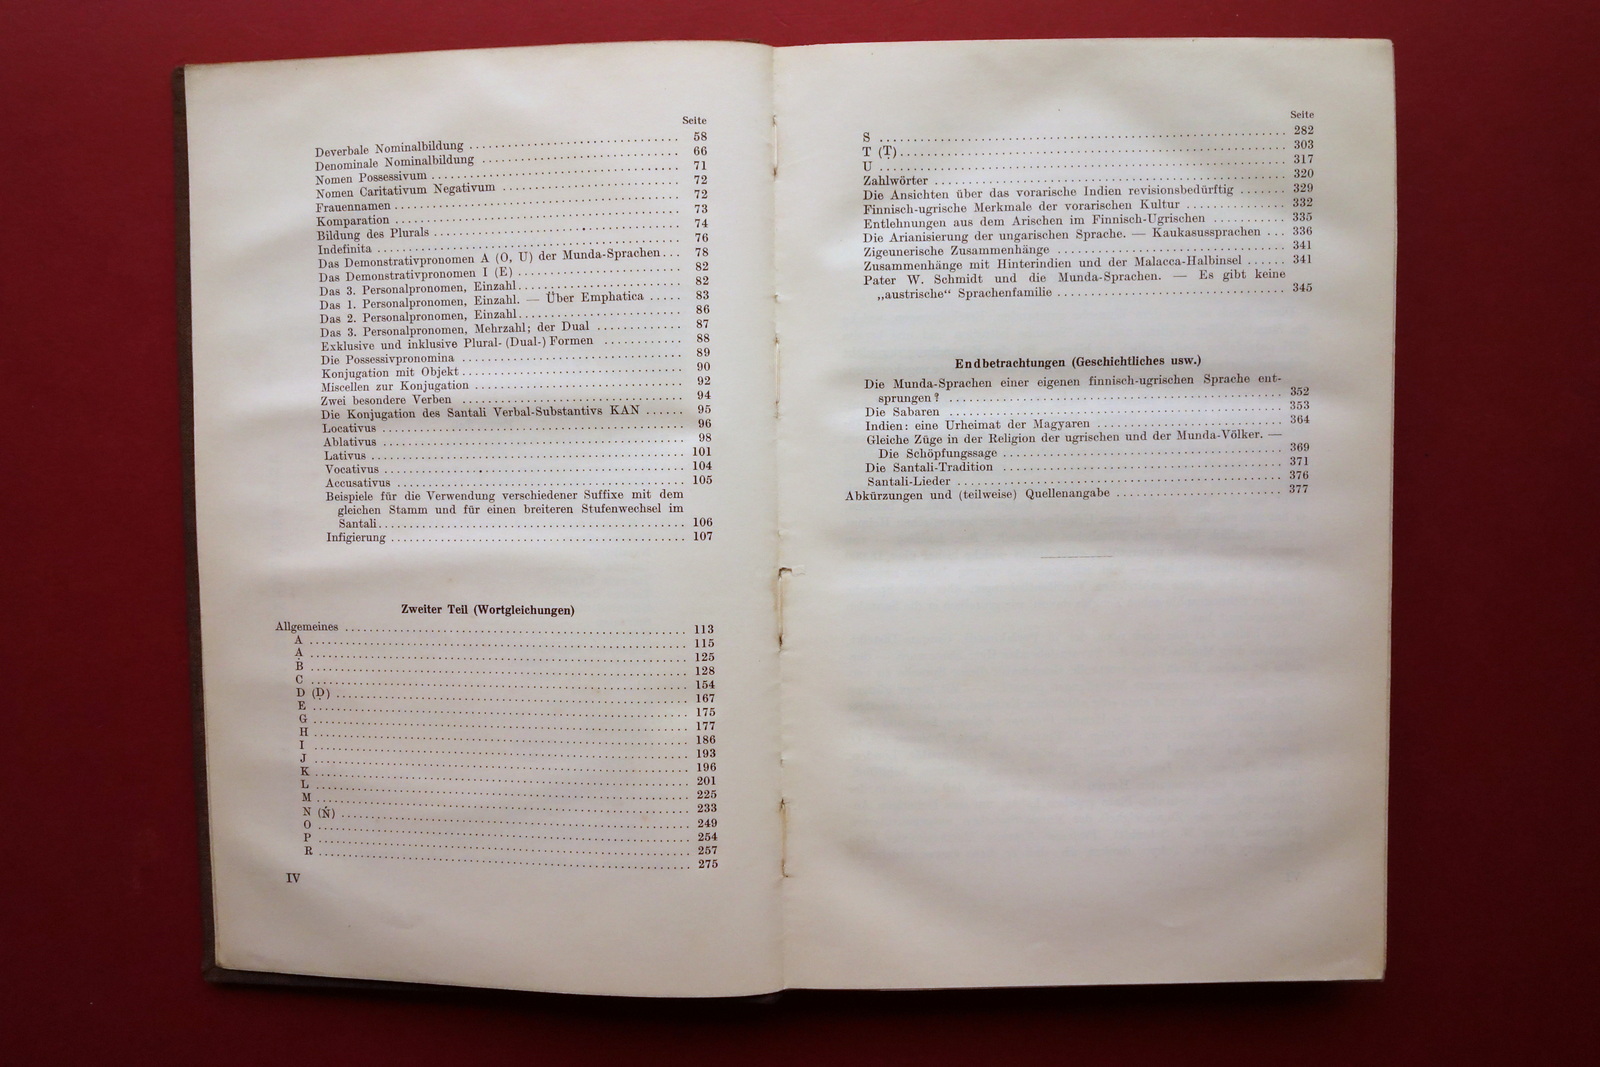 Seite
Deverbale Nominalbildung 58
Denominale Nominalbildung 66
Nomen Possessivum 71
Nomen Caritativum Negativum 72
Frauennamen 72
Komparation 73
Bildung des Plurals 74
Indefinita 76
Das Demonstrativpronomen A (O, U) der Munda-Sprachen 78
Das Demonstrativpronomen I (E) 82
Das 3. Personalpronomen, Einzahl 82
Das 1. Personalpronomen, Einzahl. — Über Emphatica 83
Das 2. Personalpronomen, Einzahl 86
Das 3. Personalpronomen, Mehrzahl; der Dual 87
Exklusive und inklusive Plural- (Dual-) Formen 88
Die Possessivpronomina 89
Konjugation mit Objekt 90
Miscellen zur Konjugation 92
Zwei besondere Verben 94
Die Konjugation des Santali Verbal-Substantivs KAN 95
Locativus 96
Ablativus 98
Lativus 101
Vocativus 104
Accusativus 105
Beispiele für die Verwendung verschiedener Suffixe mit dem
gleichen Stamm und für einen breiteren Stufenwechsel im
Santali 106
Infigierung 107
Zweiter Teil (Wortgleichungen)
Allgemeines 113
A 115
Ȧ 125
B 128
C 154
D (Ḍ) 167
E 175
G 177
H 186
I 193
J 196
K 201
L 225
M 233
N (Ń) 249
O 254
P 257
R 275
IV
Seite
S 282
T (Ṭ) 303
U 317
Zahlwörter 320
Die Ansichten über das vorarische Indien revisionsbedürftig 329
Finnisch-ugrische Merkmale der vorarischen Kultur 332
Entlehnungen aus dem Arischen im Finnisch-Ugrischen 335
Die Arianisierung der ungarischen Sprache. — Kaukasussprachen 336
Zigeunerische Zusammenhänge 341
Zusammenhänge mit Hinterindien und der Malacca-Halbinsel 341
Pater W. Schmidt und die Munda-Sprachen. — Es gibt keine
„austrische“ Sprachenfamilie 345
Endbetrachtungen (Geschichtliches usw.)
Die Munda-Sprachen einer eigenen finnisch-ugrischen Sprache ent-
sprungen? 352
Die Sabaren 353
Indien: eine Urheimat der Magyaren 364
Gleiche Züge in der Religion der ugrischen und der Munda-Völker. —
Die Schöpfungssage 369
Die Santali-Tradition 371
Santali-Lieder 376
Abkürzungen und (teilweise) Quellenangabe 377